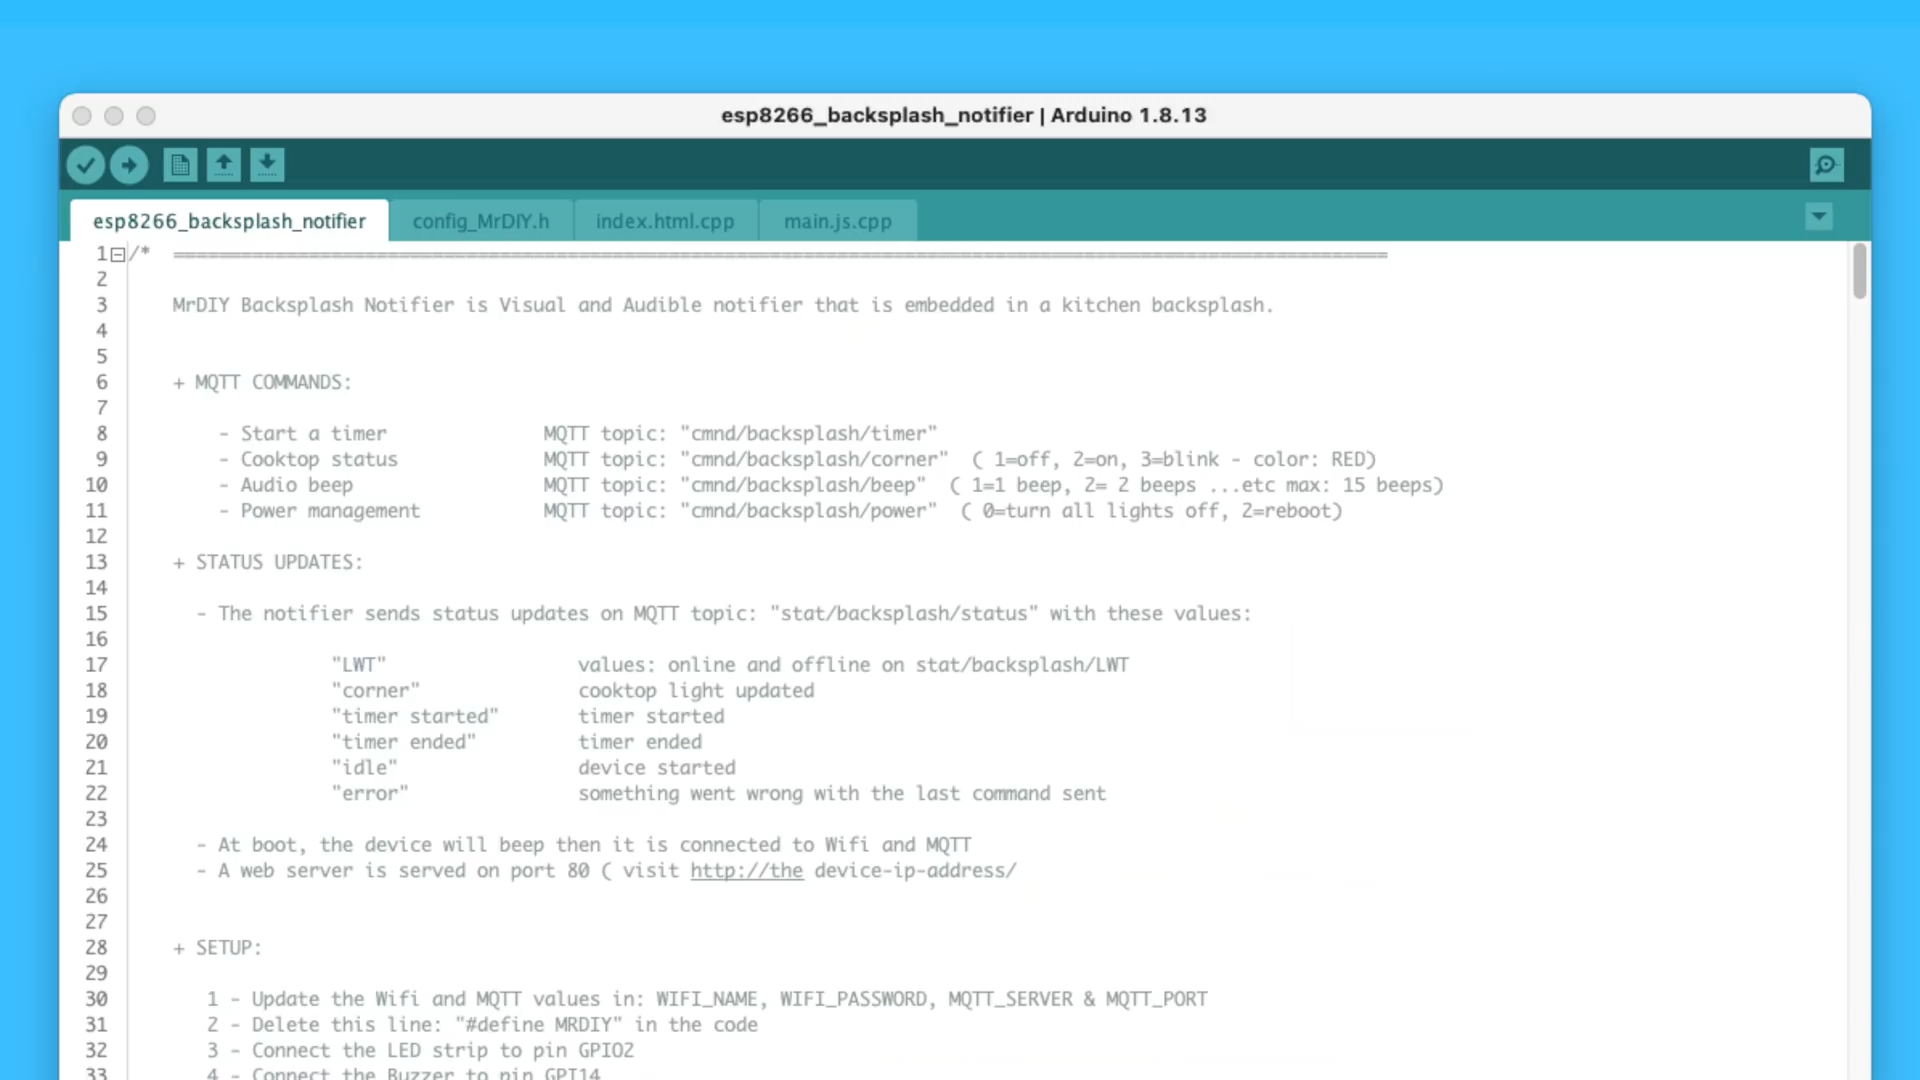 esp8266_backsplash_notifier | Arduino 1.8.13
esp8266_backsplash_notifier config_MrDIY.h index.html.cpp main.js.cpp
1 /* ============================================================================================================
2
3 MrDIY Backsplash Notifier is Visual and Audible notifier that is embedded in a kitchen backsplash.
4
5
6 + MQTT COMMANDS:
7
8 - Start a timer MQTT topic: "cmnd/backsplash/timer"
9 - Cooktop status MQTT topic: "cmnd/backsplash/corner" ( 1=off, 2=on, 3=blink - color: RED)
10 - Audio beep MQTT topic: "cmnd/backsplash/beep" ( 1=1 beep, 2= 2 beeps ...etc max: 15 beeps)
11 - Power management MQTT topic: "cmnd/backsplash/power" ( 0=turn all lights off, 2=reboot)
12
13 + STATUS UPDATES:
14
15 - The notifier sends status updates on MQTT topic: "stat/backsplash/status" with these values:
16
17 "LWT" values: online and offline on stat/backsplash/LWT
18 "corner" cooktop light updated
19 "timer started" timer started
20 "timer ended" timer ended
21 "idle" device started
22 "error" something went wrong with the last command sent
23
24 - At boot, the device will beep then it is connected to Wifi and MQTT
25 - A web server is served on port 80 ( visit http://the device-ip-address/
26
27
28 + SETUP:
29
30 1 - Update the Wifi and MQTT values in: WIFI_NAME, WIFI_PASSWORD, MQTT_SERVER & MQTT_PORT
31 2 - Delete this line: "#define MRDIY" in the code
32 3 - Connect the LED strip to pin GPIO2
33 4 - Connect the Buzzer to pin GPI14